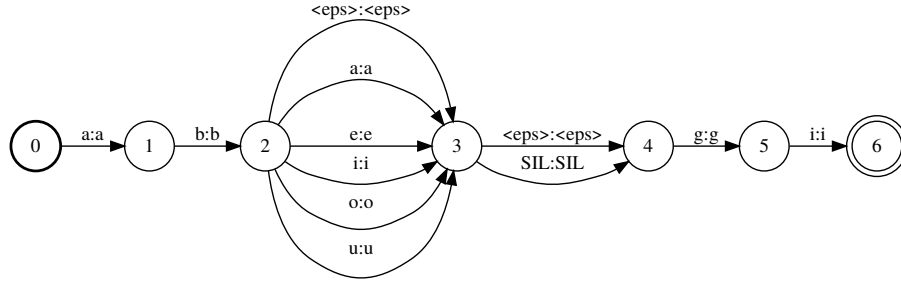 <eps>:<eps>
a:a
0 a:a 1 b:b 2 e:e 3 <eps>:<eps> 4 g:g 5 i:i 6
i:i SIL:SIL
o:o
u:u